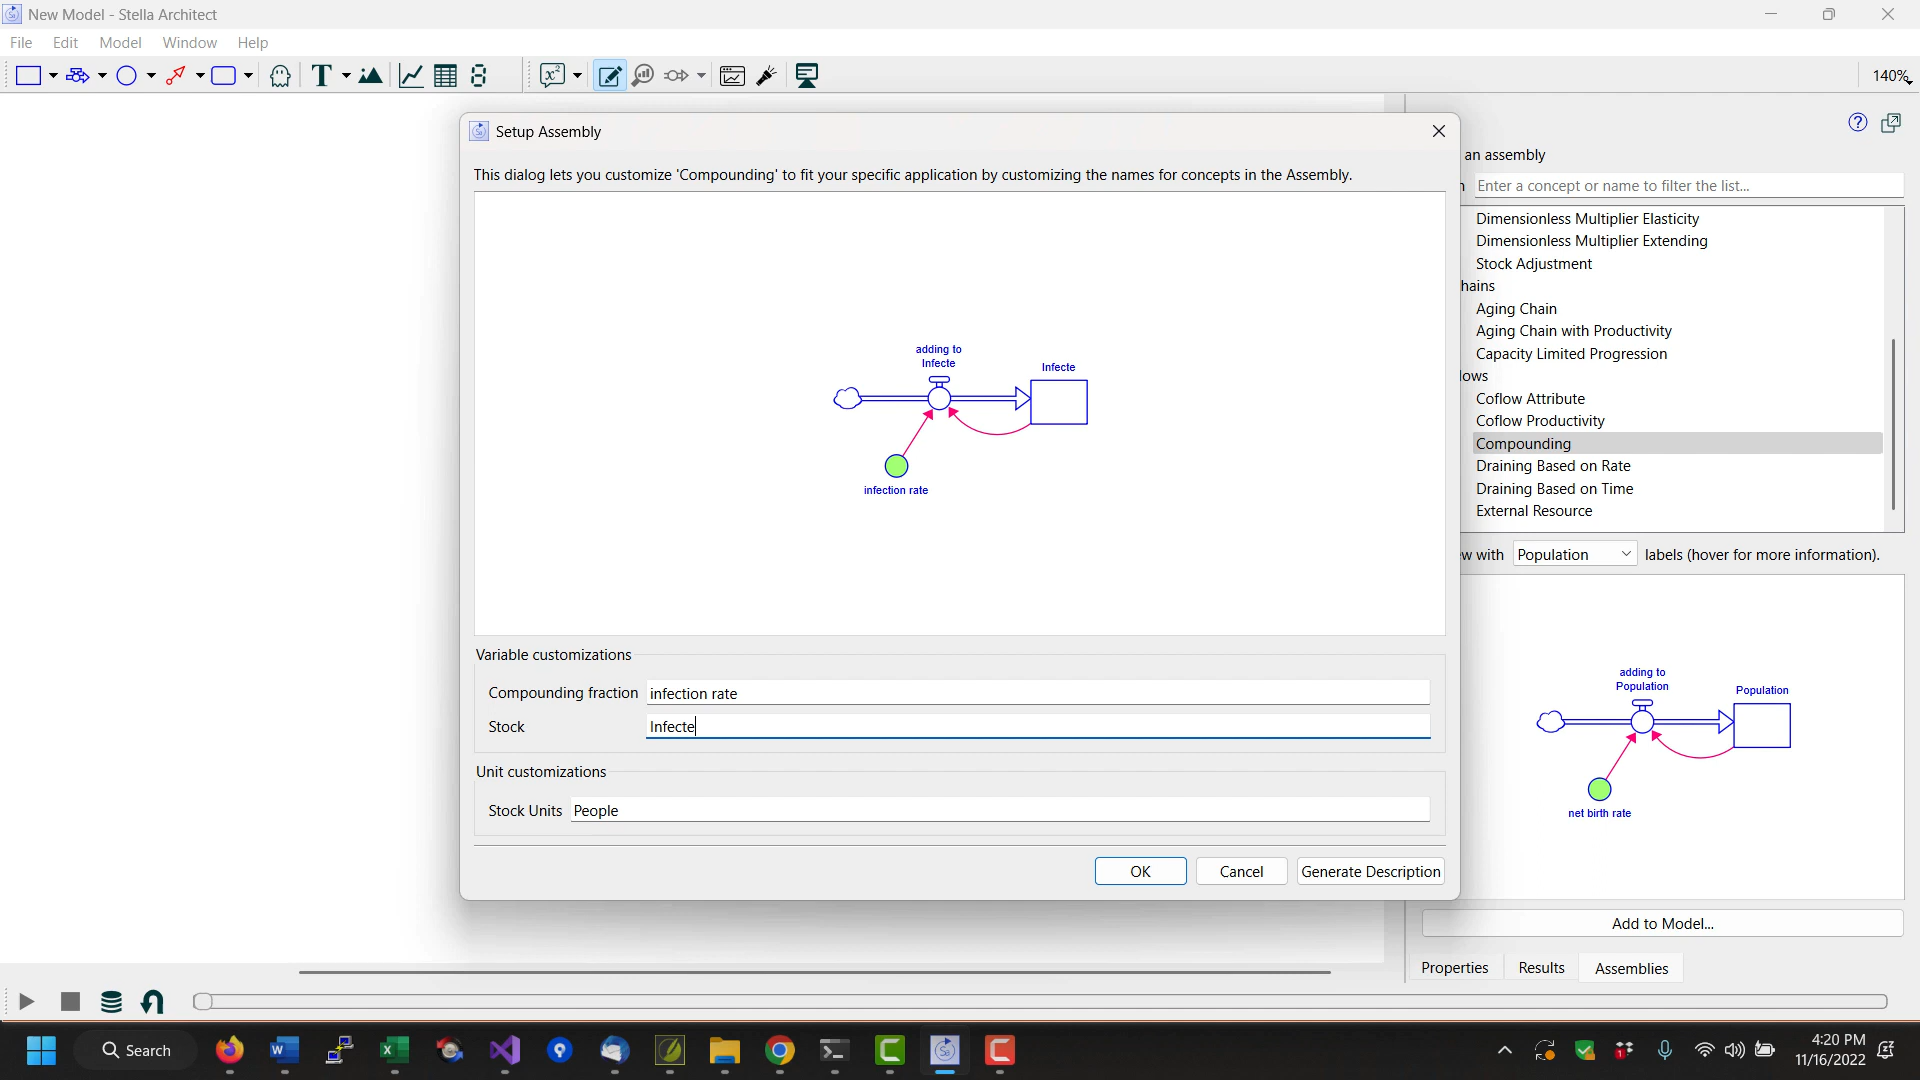 New Model - Stella Architect
File Edit Model Window Help
T
x²
140%
Setup Assembly
This dialog lets you customize 'Compounding' to fit your specific application by customizing the names for concepts in the Assembly.
adding to
Infecte
Infecte
infection rate
Variable customizations
Compounding fraction infection rate
Stock Infecte
Unit customizations
Stock Units People
OK Cancel Generate Description
an assembly
Enter a concept or name to filter the list...
Dimensionless Multiplier Elasticity
Dimensionless Multiplier Extending
Stock Adjustment
hains
Aging Chain
Aging Chain with Productivity
Capacity Limited Progression
lows
Coflow Attribute
Coflow Productivity
Compounding
Draining Based on Rate
Draining Based on Time
External Resource
ew with Population labels (hover for more information).
adding to
Population
Population
net birth rate
Add to Model...
Properties Results Assemblies
Search
4:20 PM
11/16/2022